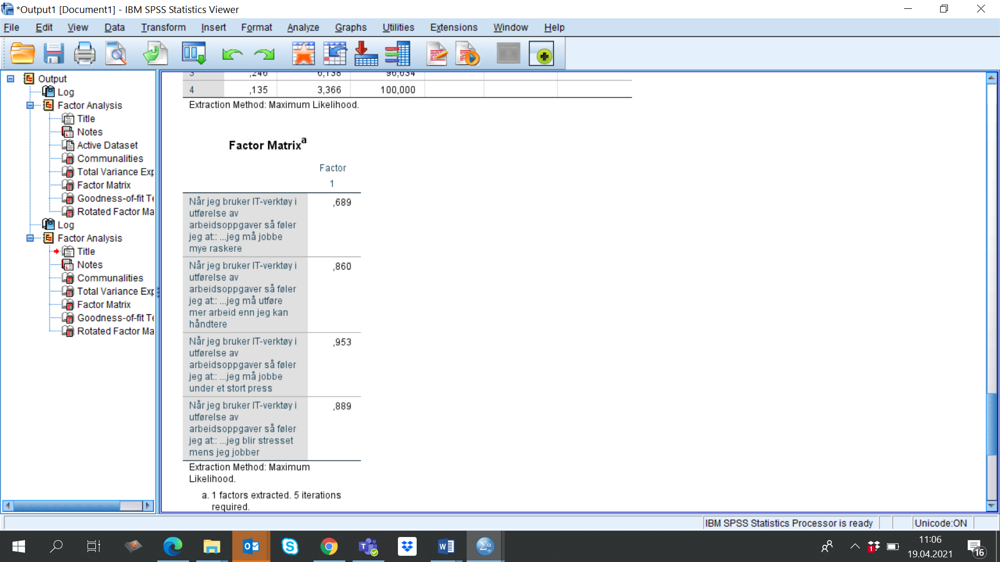 *Output1 [Document1] - IBM SPSS Statistics Viewer
File Edit View Data Transform Insert Format Analyze Graphs Utilities Extensions Window Help
Output
Log
Factor Analysis
Title
Notes
Active Dataset
Communalities
Total Variance Exp
Factor Matrix
Goodness-of-fit Te
Rotated Factor Ma
Log
Factor Analysis
Title
Notes
Communalities
Total Variance Exp
Factor Matrix
Goodness-of-fit Te
Rotated Factor Ma
3 ,246 6,138 96,634
4 ,135 3,366 100,000
Extraction Method: Maximum Likelihood.
Factor Matrixa
Factor
1
Når jeg bruker IT-verktøy i ,689
utførelse av
arbeidsoppgaver så føler
jeg at:: ...jeg må jobbe
mye raskere
Når jeg bruker IT-verktøy i ,860
utførelse av
arbeidsoppgaver så føler
jeg at:: ...jeg må utføre
mer arbeid enn jeg kan
håndtere
Når jeg bruker IT-verktøy i ,953
utførelse av
arbeidsoppgaver så føler
jeg at:: ...jeg må jobbe
under et stort press
Når jeg bruker IT-verktøy i ,889
utførelse av
arbeidsoppgaver så føler
jeg at:: ...jeg blir stresset
mens jeg jobber
Extraction Method: Maximum
Likelihood.
a. 1 factors extracted. 5 iterations
required.
IBM SPSS Statistics Processor is ready Unicode:ON
11:06
19.04.2021
1
16